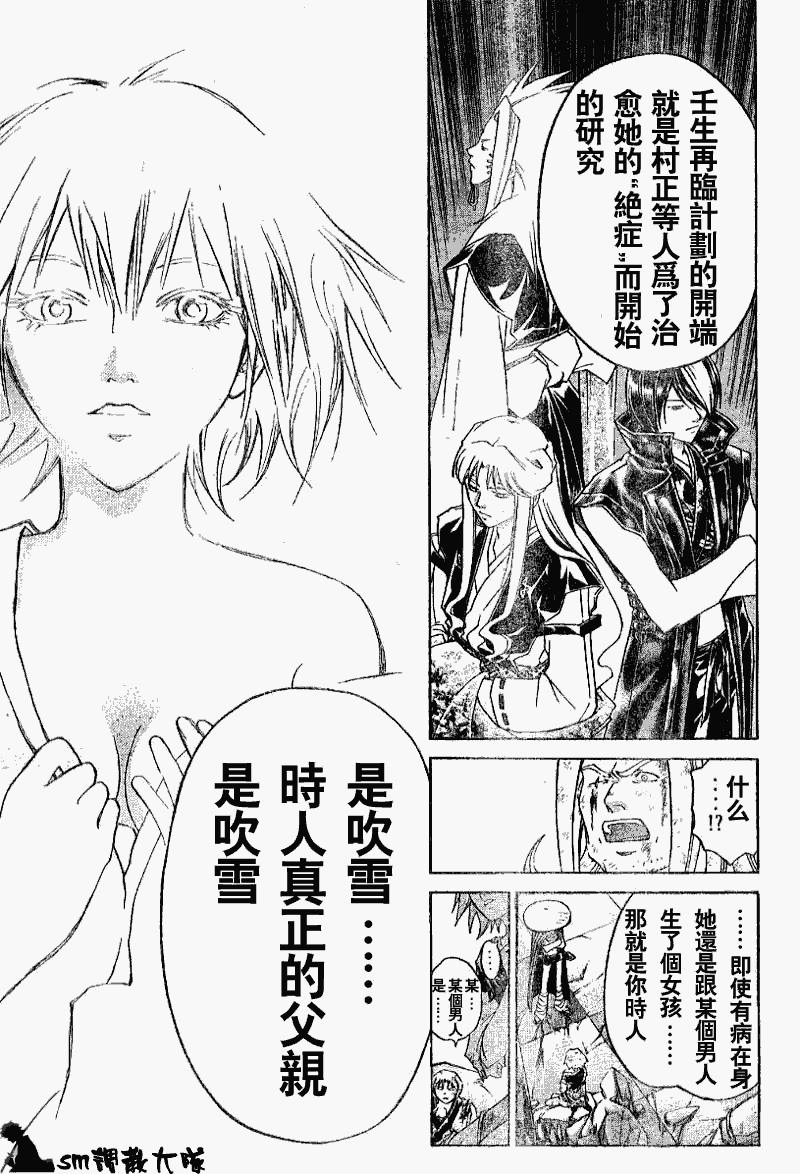 壬生再臨計劃的開端
就是村正等人爲了治
愈她的“絶症”而開始
的研究
什么
····!?
······即使有病在身
她還是跟某個男人
生了個女孩······
那就是你時人
···
某···
某個男人
是······
是吹雪······
時人真正的父親
是吹雪
sm調教大隊